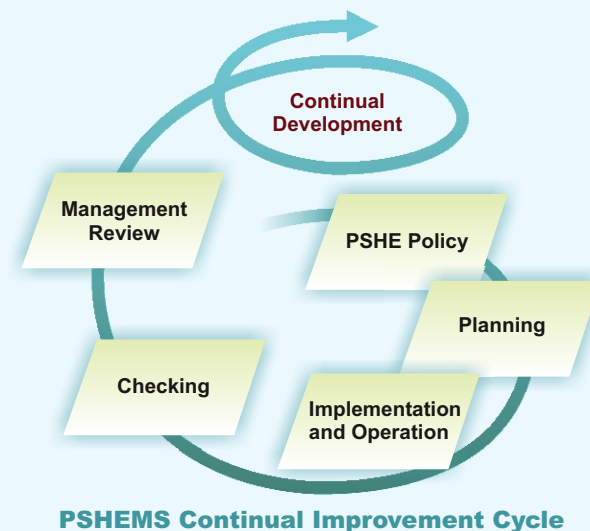 Continual
Development
Management
Review
PSHE Policy
Planning
Checking
Implementation
and Operation
PSHEMS Continual Improvement Cycle